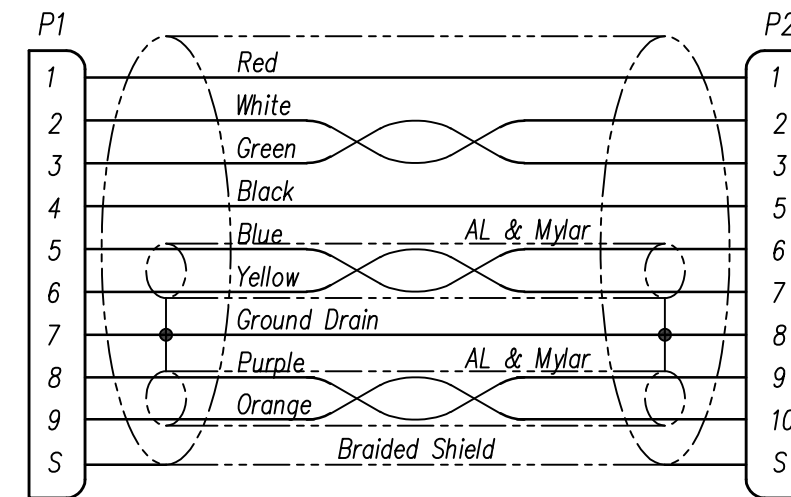 P1 P2
1 Red 1
2 White 2
3 Green 3
4 Black 5
5 Blue AL & Mylar 6
6 Yellow 7
7 Ground Drain 8
8 Purple AL & Mylar 9
9 Orange 10
S Braided Shield S